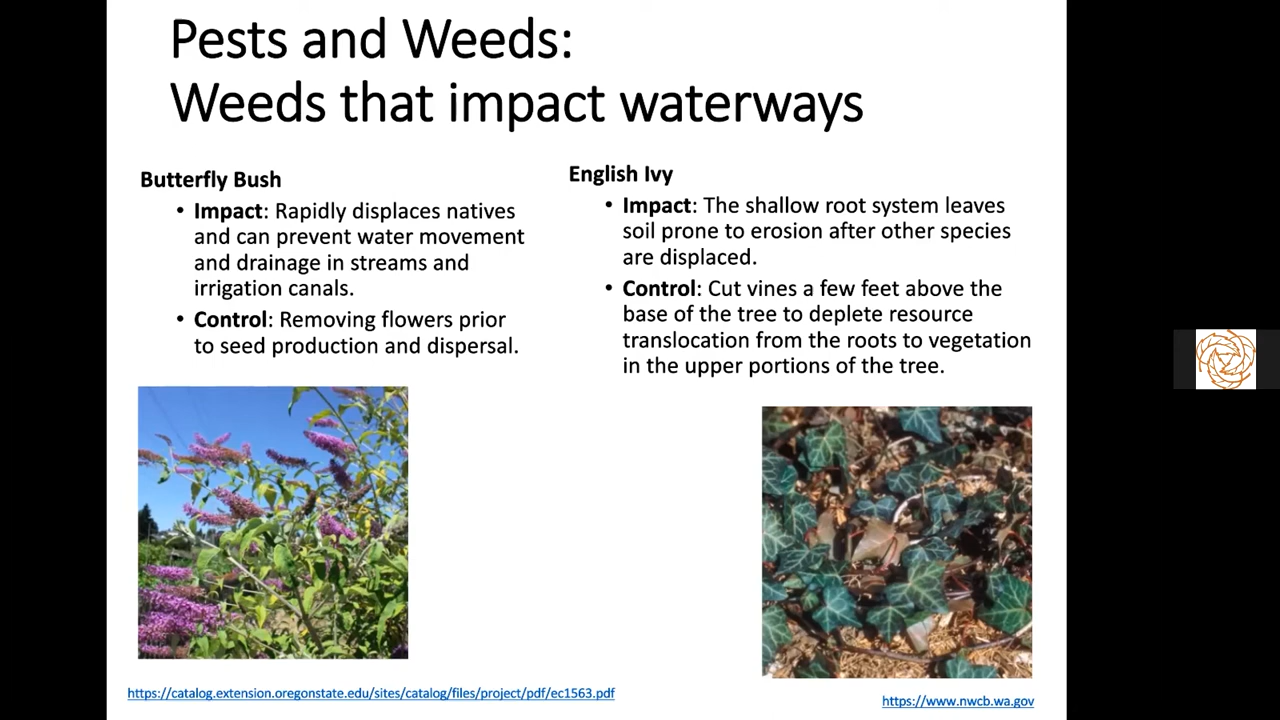 Pests and Weeds:
Weeds that impact waterways
Butterfly Bush
• Impact: Rapidly displaces natives
and can prevent water movement
and drainage in streams and
irrigation canals.
• Control: Removing flowers prior
to seed production and dispersal.
English Ivy
• Impact: The shallow root system leaves
soil prone to erosion after other species
are displaced.
• Control: Cut vines a few feet above the
base of the tree to deplete resource
translocation from the roots to vegetation
in the upper portions of the tree.
https://catalog.extension.oregonstate.edu/sites/catalog/files/project/pdf/ec1563.pdf
https://www.nwcb.wa.gov